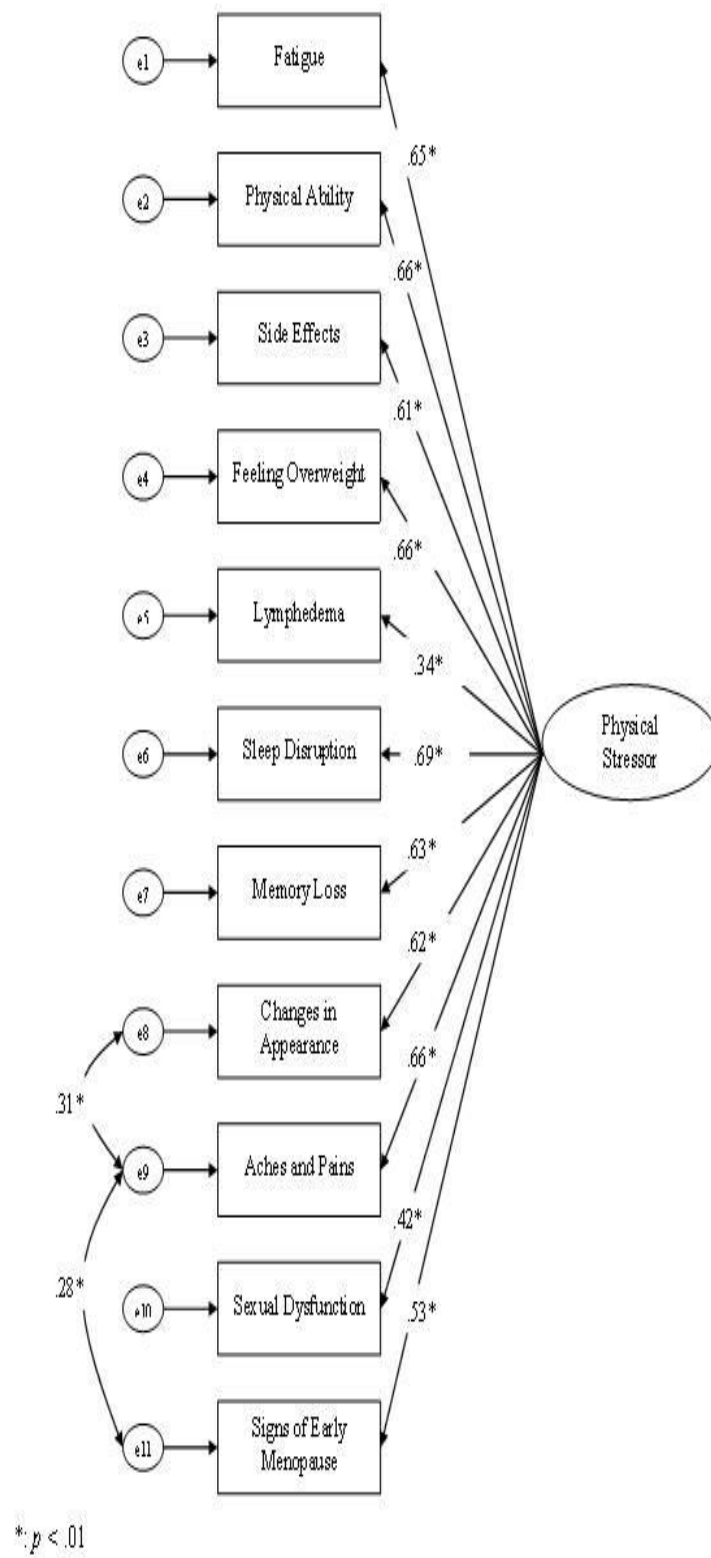 e1
Fatigue
.65*
e2
Physical Ability
.66*
e3
Side Effects
.61*
e4
Feeling Overweight
.66*
e5
Lymphedema
.34*
e6
Sleep Disruption
.69*
Physical
Stressor
e7
Memory Loss
.63*
.62*
e8
Changes in
Appearance
.66*
.31*
e9
Aches and Pains
.42*
.28*
e10
Sexual Dysfunction
.53*
e11
Signs of Early
Menopause
*: p < .01